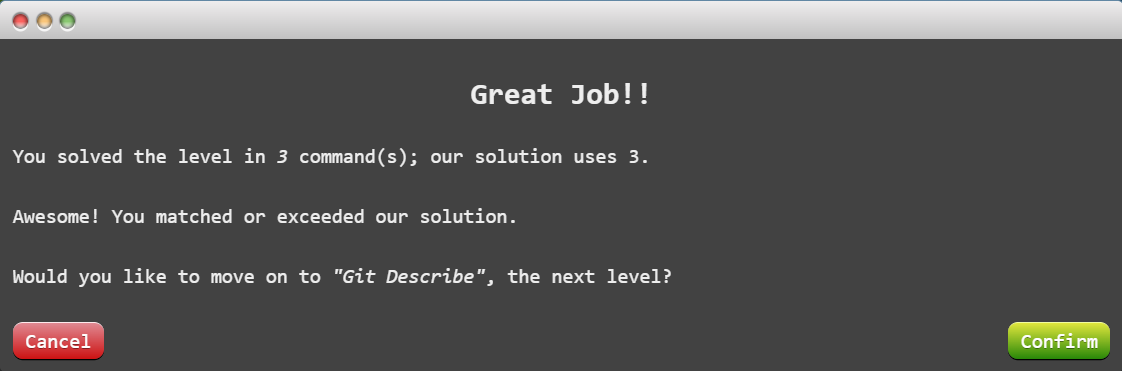 Great Job!!
You solved the level in 3 command(s); our solution uses 3.
Awesome! You matched or exceeded our solution.
Would you like to move on to "Git Describe", the next level?
Cancel
Confirm